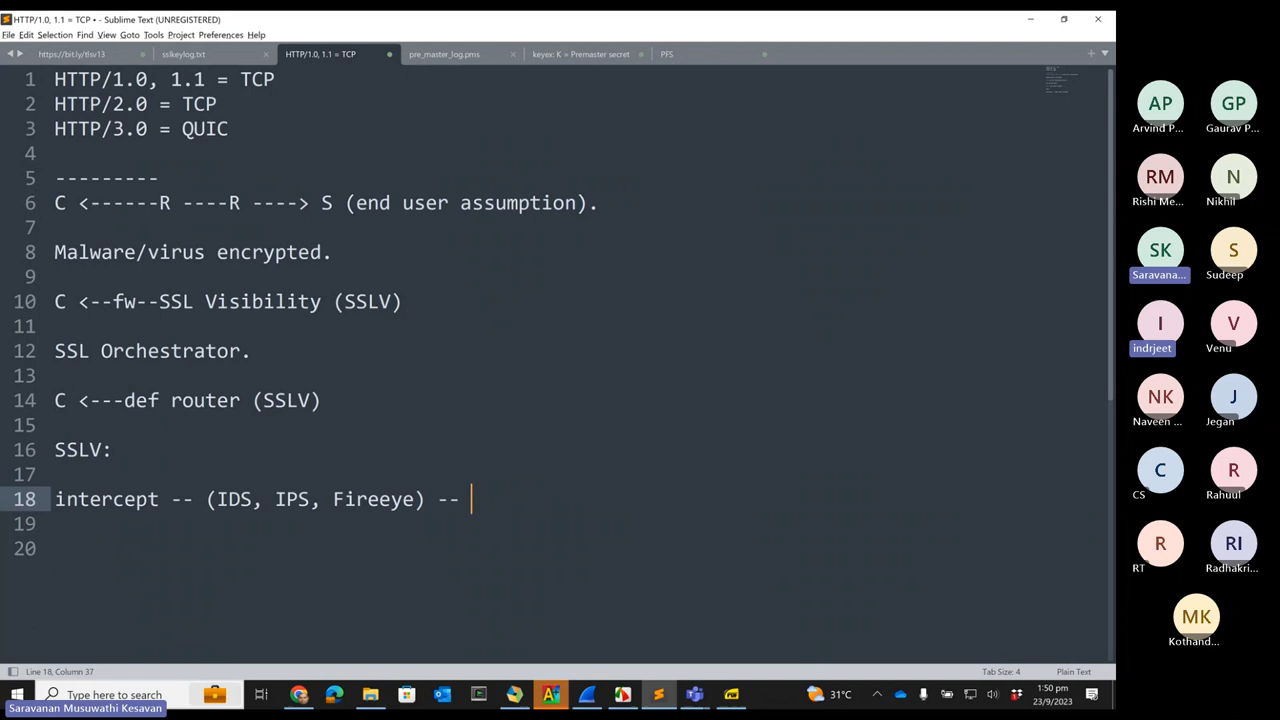 HTTP/1.0, 1.1 = TCP • - Sublime Text (UNREGISTERED)
File Edit Selection Find View Goto Tools Project Preferences Help
https://bit.ly/tlsv13
sslkeylog.txt
HTTP/1.0, 1.1 = TCP
pre_master_log.pms
keyex: K = Premaster secret
PFS
1 HTTP/1.0, 1.1 = TCP
2 HTTP/2.0 = TCP
3 HTTP/3.0 = QUIC
4
5 ---------
6 C <------R ----R ----> S (end user assumption).
7
8 Malware/virus encrypted.
9
10 C <--fw--SSL Visibility (SSLV)
11
12 SSL Orchestrator.
13
14 C <---def router (SSLV)
15
16 SSLV:
17
18 intercept -- (IDS, IPS, Fireeye) --
19
20
Line 18, Column 37
Tab Size: 4
Plain Text
Type here to search
31°C
1:50 pm
23/9/2023
Saravanan Musuwathi Kesavan
AP
Arvind P...
GP
Gaurav P...
RM
Rishi Me...
N
Nikhil
SK
Saravana...
S
Sudeep
I
indrjeet
V
Venu
NK
Naveen ...
J
Jegan
C
CS
R
Rahuul
R
RT
RI
Radhakri...
MK
Kothand...